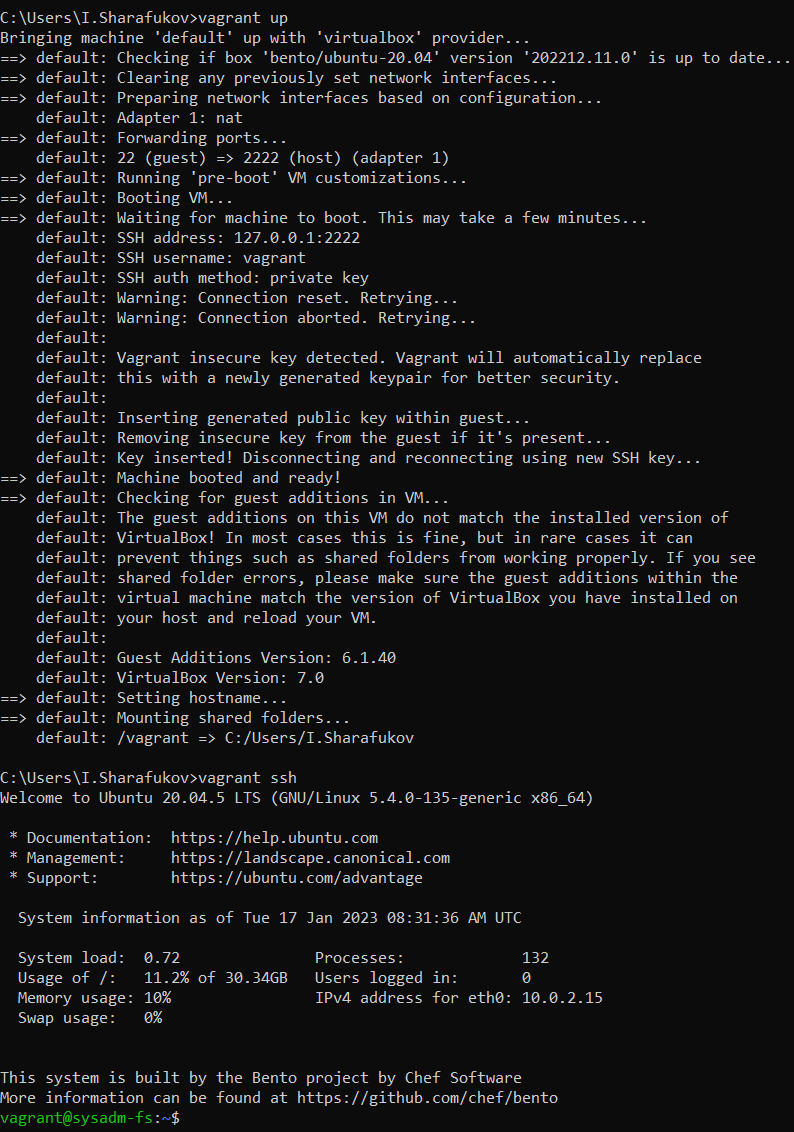 C:\Users\I.Sharafukov>vagrant up
Bringing machine 'default' up with 'virtualbox' provider...
==> default: Checking if box 'bento/ubuntu-20.04' version '202212.11.0' is up to date...
==> default: Clearing any previously set network interfaces...
==> default: Preparing network interfaces based on configuration...
    default: Adapter 1: nat
==> default: Forwarding ports...
    default: 22 (guest) => 2222 (host) (adapter 1)
==> default: Running 'pre-boot' VM customizations...
==> default: Booting VM...
==> default: Waiting for machine to boot. This may take a few minutes...
    default: SSH address: 127.0.0.1:2222
    default: SSH username: vagrant
    default: SSH auth method: private key
    default: Warning: Connection reset. Retrying...
    default: Warning: Connection aborted. Retrying...
    default:
    default: Vagrant insecure key detected. Vagrant will automatically replace
    default: this with a newly generated keypair for better security.
    default:
    default: Inserting generated public key within guest...
    default: Removing insecure key from the guest if it's present...
    default: Key inserted! Disconnecting and reconnecting using new SSH key...
==> default: Machine booted and ready!
==> default: Checking for guest additions in VM...
    default: The guest additions on this VM do not match the installed version of
    default: VirtualBox! In most cases this is fine, but in rare cases it can
    default: prevent things such as shared folders from working properly. If you see
    default: shared folder errors, please make sure the guest additions within the
    default: virtual machine match the version of VirtualBox you have installed on
    default: your host and reload your VM.
    default:
    default: Guest Additions Version: 6.1.40
    default: VirtualBox Version: 7.0
==> default: Setting hostname...
==> default: Mounting shared folders...
    default: /vagrant => C:/Users/I.Sharafukov

C:\Users\I.Sharafukov>vagrant ssh
Welcome to Ubuntu 20.04.5 LTS (GNU/Linux 5.4.0-135-generic x86_64)

 * Documentation:  https://help.ubuntu.com
 * Management:     https://landscape.canonical.com
 * Support:        https://ubuntu.com/advantage

  System information as of Tue 17 Jan 2023 08:31:36 AM UTC

  System load:  0.72               Processes:             132
  Usage of /:   11.2% of 30.34GB   Users logged in:       0
  Memory usage: 10%                IPv4 address for eth0: 10.0.2.15
  Swap usage:   0%


This system is built by the Bento project by Chef Software
More information can be found at https://github.com/chef/bento
vagrant@sysadm-fs:~$